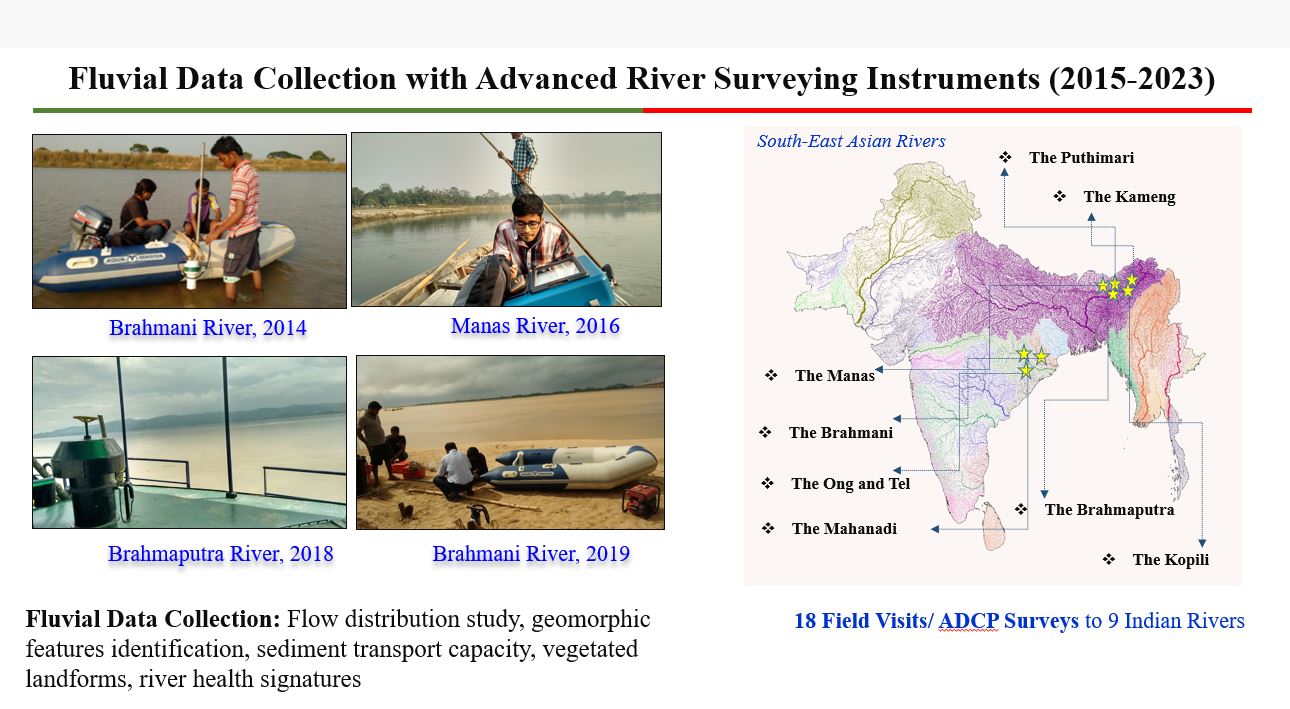 Fluvial Data Collection with Advanced River Surveying Instruments (2015-2023)
Brahmani River, 2014
Manas River, 2016
Brahmaputra River, 2018
Brahmani River, 2019
Fluvial Data Collection: Flow distribution study, geomorphic
features identification, sediment transport capacity, vegetated
landforms, river health signatures
South-East Asian Rivers
❖ The Puthimari
❖ The Kameng
❖ The Manas
❖ The Brahmani
❖ The Ong and Tel
❖ The Mahanadi
❖ The Brahmaputra
❖ The Kopili
18 Field Visits/ ADCP Surveys to 9 Indian Rivers